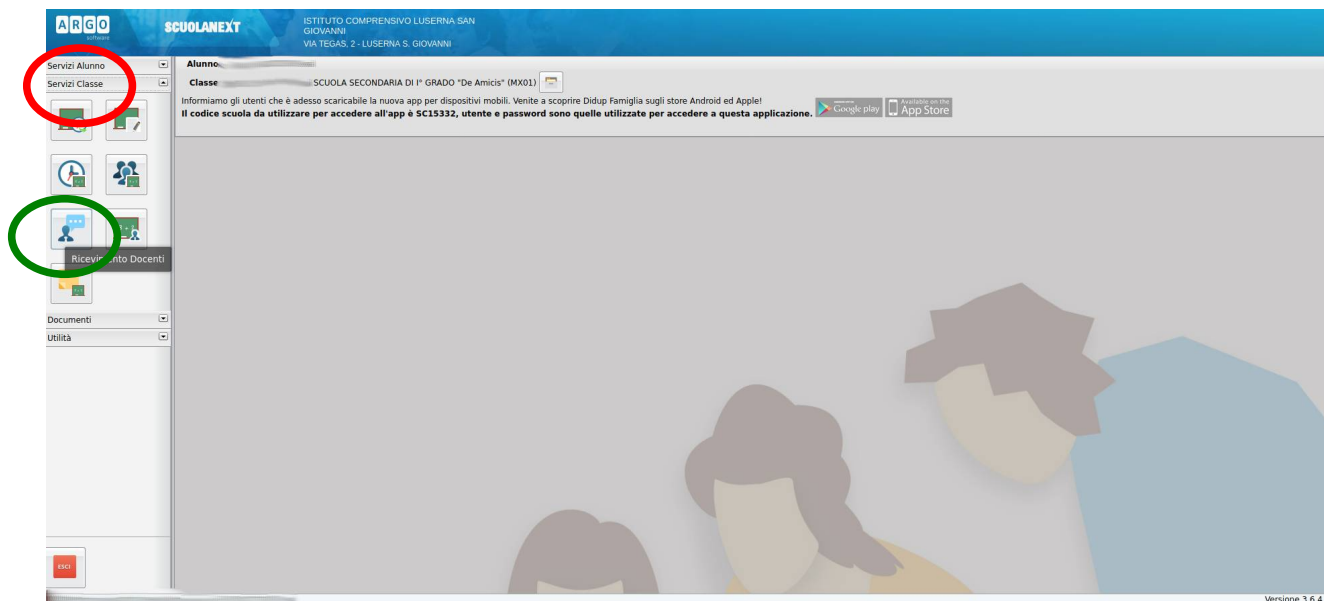 ARGO
software
SCUOLANEXT
ISTITUTO COMPRENSIVO LUSERNA SAN
GIOVANNI
VIA TEGAS, 2 - LUSERNA S. GIOVANNI
Servizi Alunno
Servizi Classe
Alunno
Classe SCUOLA SECONDARIA DI I° GRADO "De Amicis" (MX01)
Informiamo gli utenti che è adesso scaricabile la nuova app per dispositivi mobili. Venite a scoprire Didup Famiglia sugli store Android ed Apple!
Il codice scuola da utilizzare per accedere all'app è SC15332, utente e password sono quelle utilizzate per accedere a questa applicazione.
Google play
Available on the
App Store
Ricevimento Docenti
Documenti
Utilità
ESCI
Versione 3.6.4